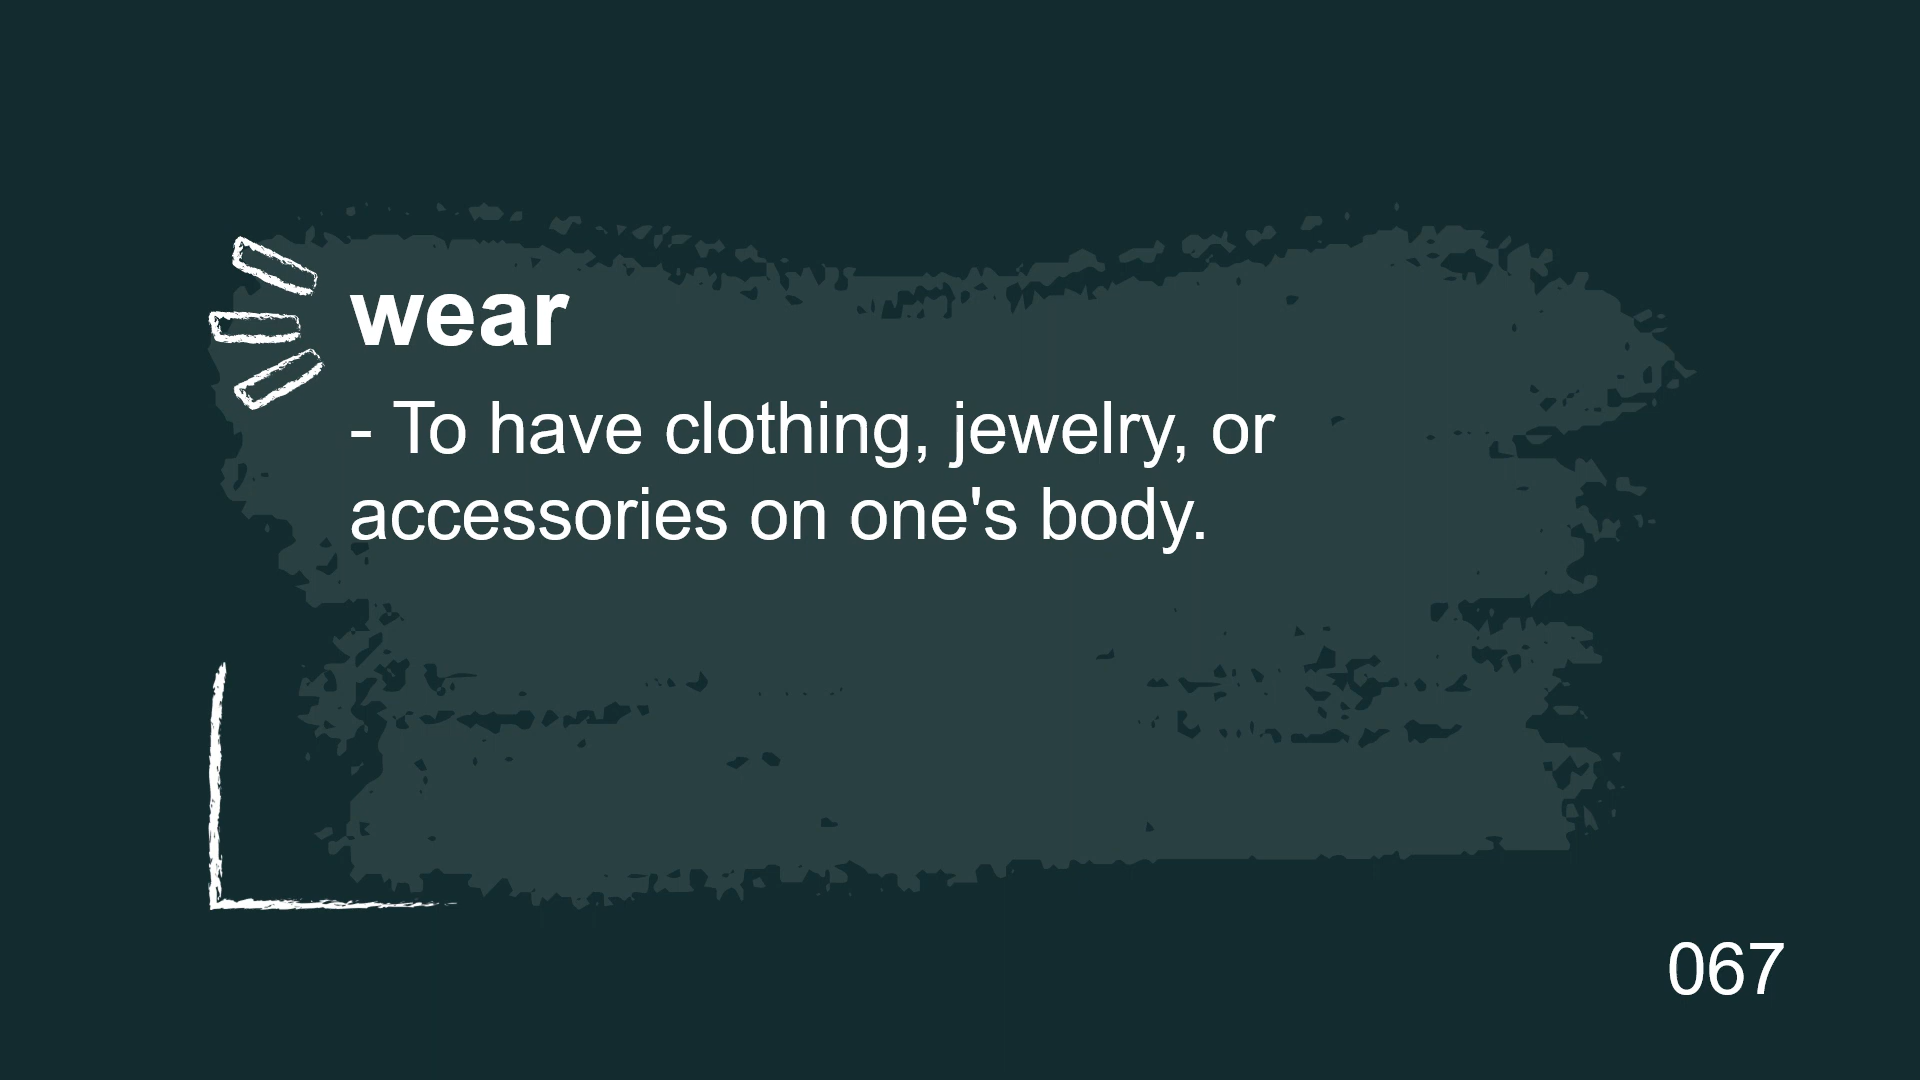 wear
- To have clothing, jewelry, or
accessories on one's body.
067